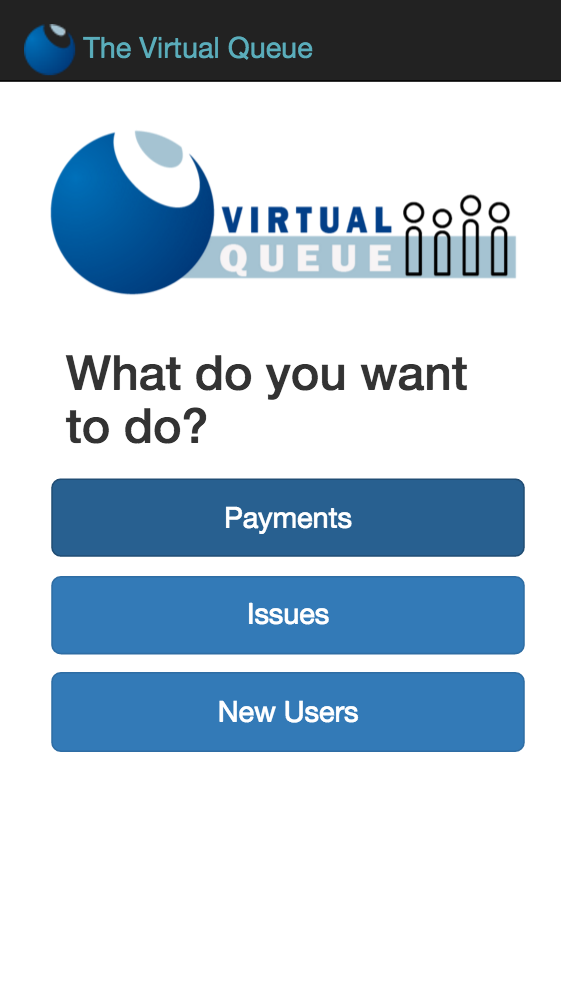 The Virtual Queue
VIRTUAL
QUEUE
What do you want
to do?
Payments
Issues
New Users